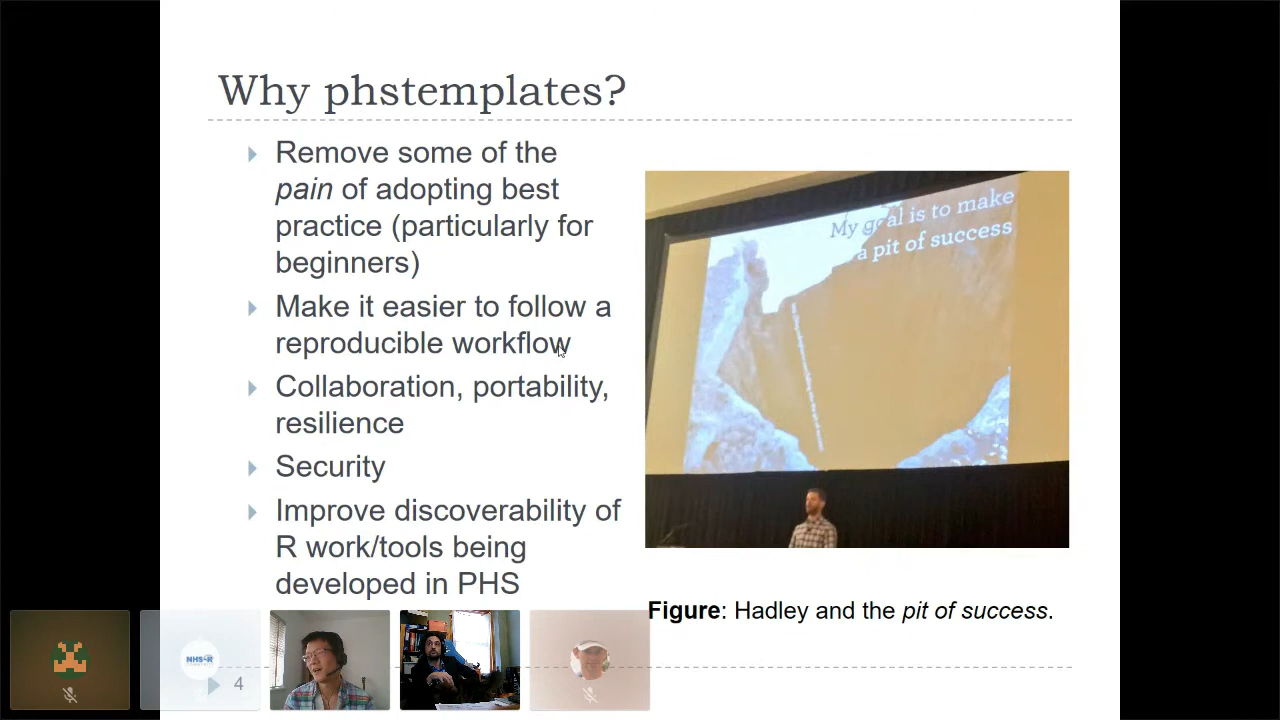 Why phstemplates?
Remove some of the
pain of adopting best
practice (particularly for
beginners)
Make it easier to follow a
reproducible workflow
Collaboration, portability,
resilience
Security
Improve discoverability of
R work/tools being
developed in PHS
My goal is to make
a pit of success
Figure: Hadley and the pit of success.
NHS-R
4